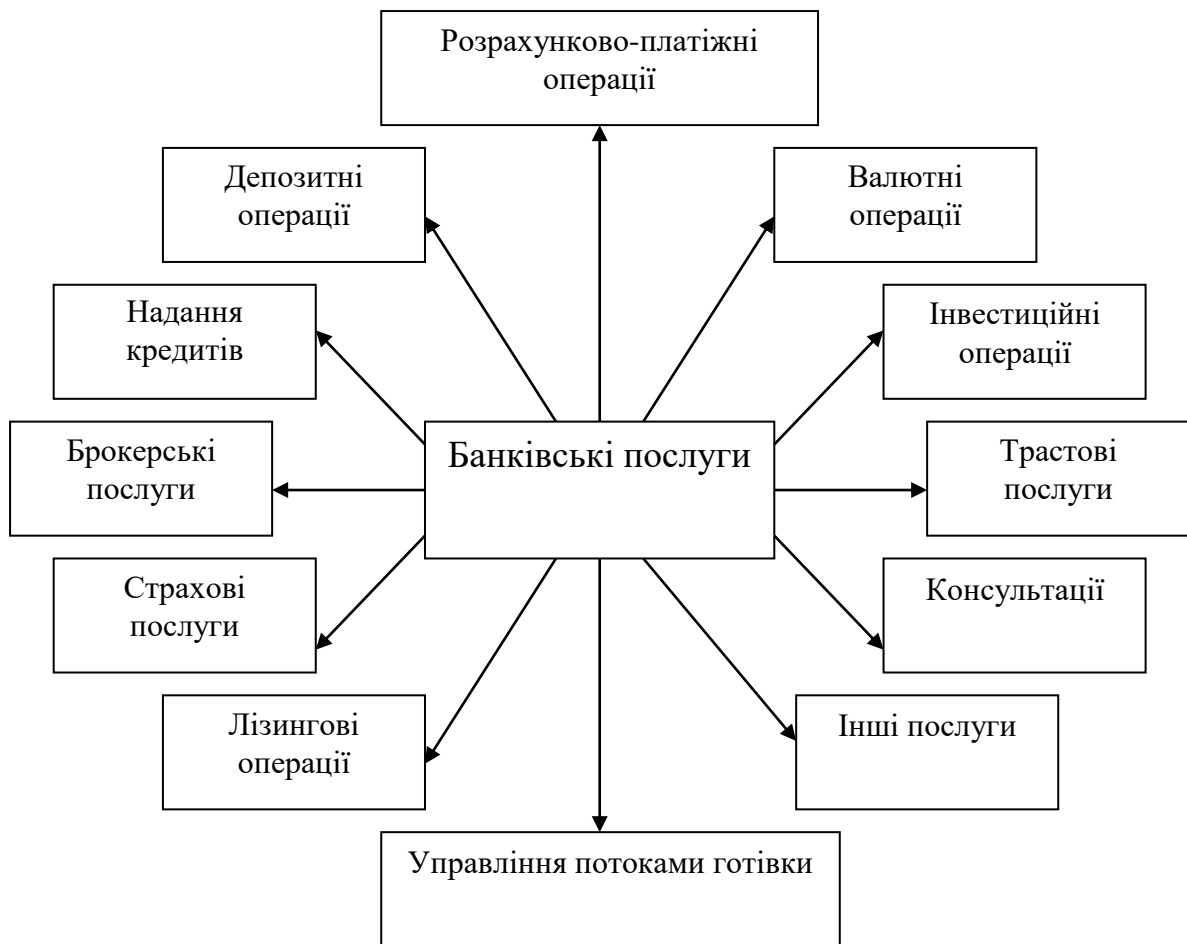 Розрахунково-платіжні
операції
Депозитні
операції
Валютні
операції
Надання
кредитів
Інвестиційні
операції
Брокерські
послуги
Банківські послуги
Трастові
послуги
Страхові
послуги
Консультації
Лізингові
операції
Інші послуги
Управління потоками готівки